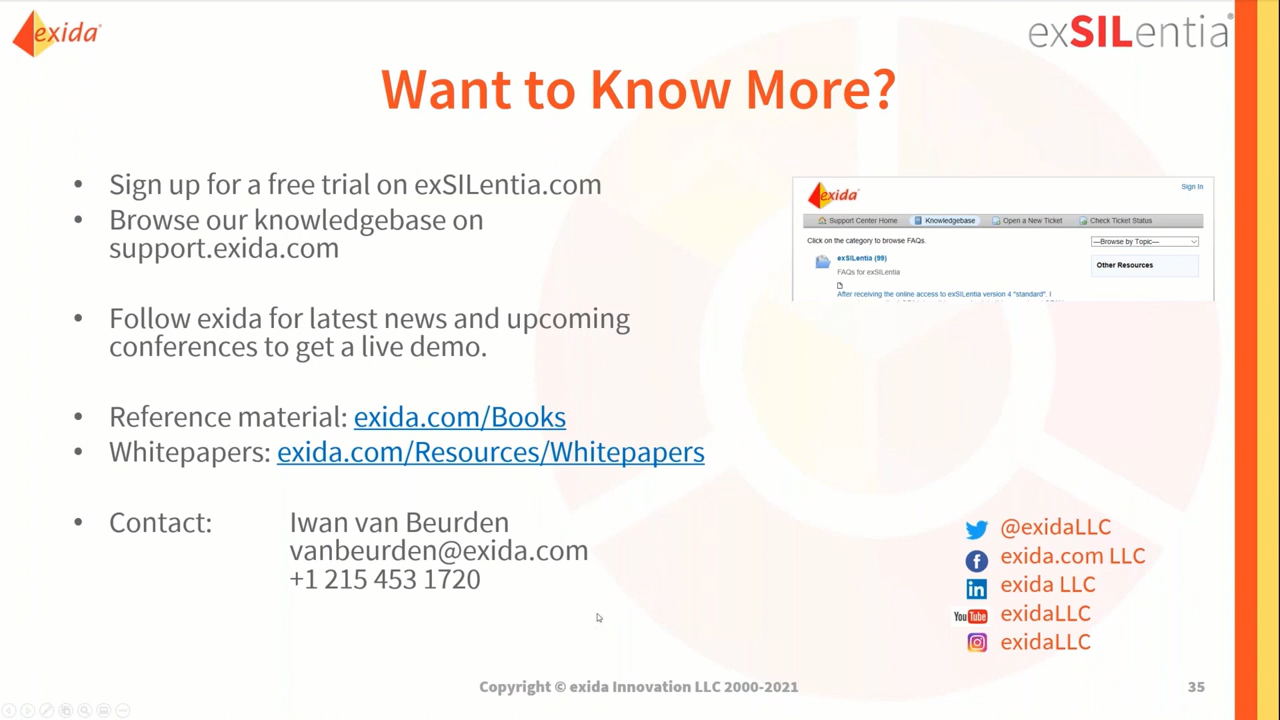 exida
exSILentia®
Want to Know More?
• Sign up for a free trial on exSILentia.com
• Browse our knowledgebase on
support.exida.com
• Follow exida for latest news and upcoming
conferences to get a live demo.
• Reference material: exida.com/Books
• Whitepapers: exida.com/Resources/Whitepapers
• Contact: Iwan van Beurden
vanbeurden@exida.com
+1 215 453 1720
exida
Sign In
Support Center Home Knowledgebase Open a New Ticket Check Ticket Status
Click on the category to browse FAQs.
—Browse by Topic—
exSILentia (99)
Other Resources
FAQs for exSILentia
After receiving the online access to exSILentia version 4 "standard". I
@exidaLLC
exida.com LLC
in exida LLC
YouTube exidaLLC
exidaLLC
Copyright © exida Innovation LLC 2000-2021
35